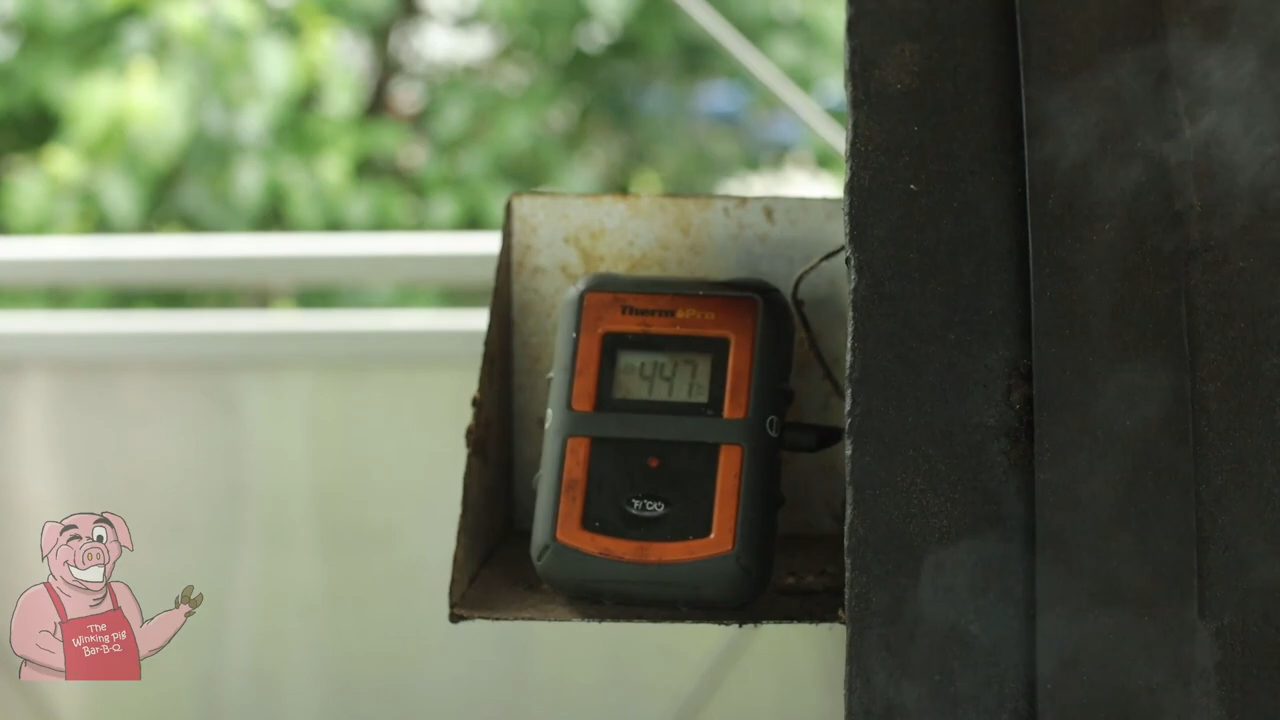 ThermoPro
447
°F/°C/⏻
The
Winking Pig
Bar-B-Q